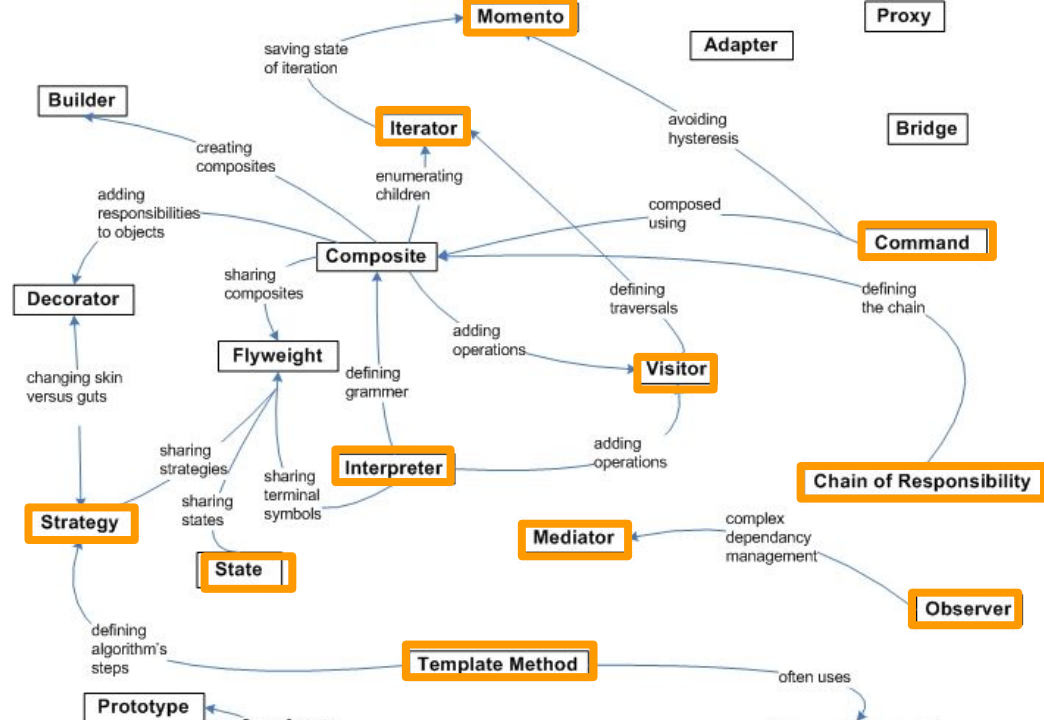 Momento
Proxy
Adapter
saving state
of iteration
Builder
Iterator
avoiding
hysteresis
Bridge
creating
composites
enumerating
children
adding
responsibilities
to objects
composed
using
Composite
Command
sharing
composites
defining
traversals
defining
the chain
Decorator
adding
operations
Flyweight
Visitor
changing skin
versus guts
defining
grammer
adding
operations
sharing
strategies
Interpreter
sharing
terminal
symbols
Chain of Responsibility
sharing
states
Strategy
Mediator
complex
dependancy
management
State
Observer
defining
algorithm's
steps
Template Method
often uses
Prototype